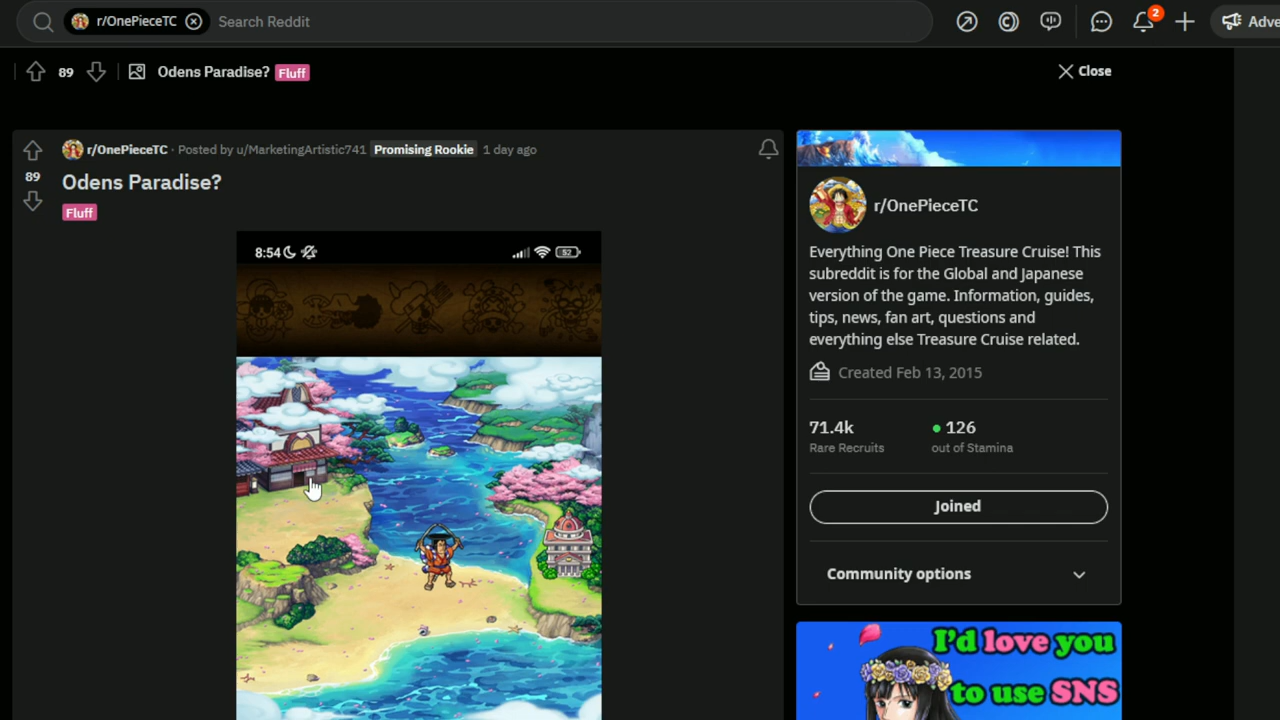 r/OnePieceTC Search Reddit 2 Adve
89 Odens Paradise? Fluff Close
r/OnePieceTC · Posted by u/MarketingArtistic741 Promising Rookie 1 day ago
89
Odens Paradise?
Fluff
8:54 52
r/OnePieceTC
Everything One Piece Treasure Cruise! This
subreddit is for the Global and Japanese
version of the game. Information, guides,
tips, news, fan art, questions and
everything else Treasure Cruise related.
Created Feb 13, 2015
71.4k 126
Rare Recruits out of Stamina
Joined
Community options
I'd love you
to use SNS